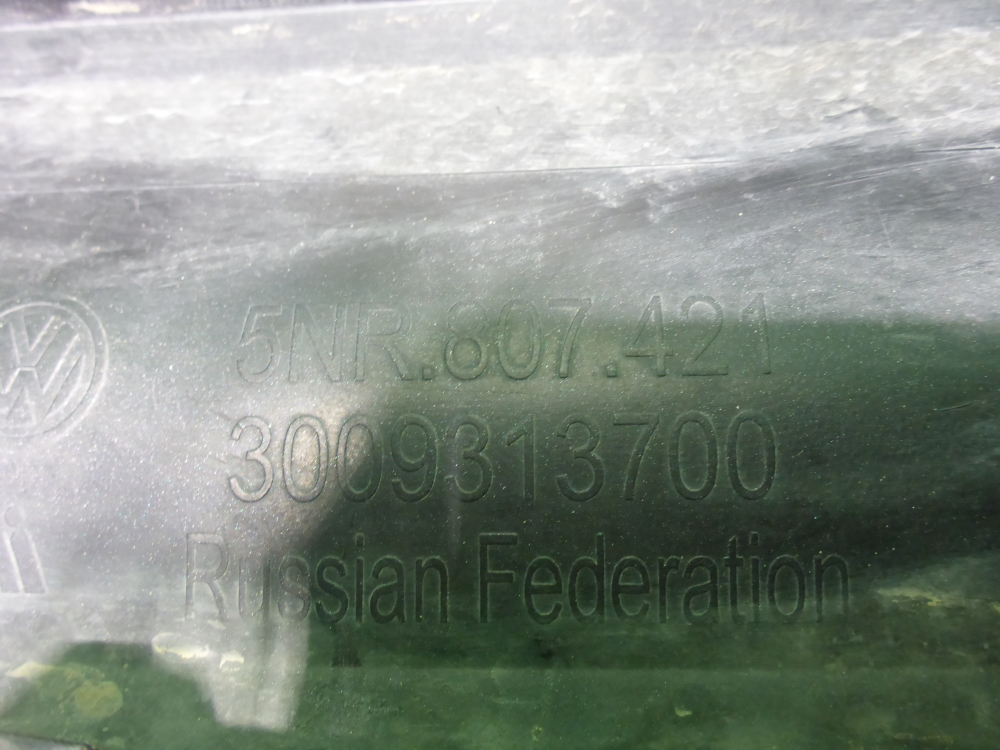 5NR.807.421
3009313700
Russian Federation